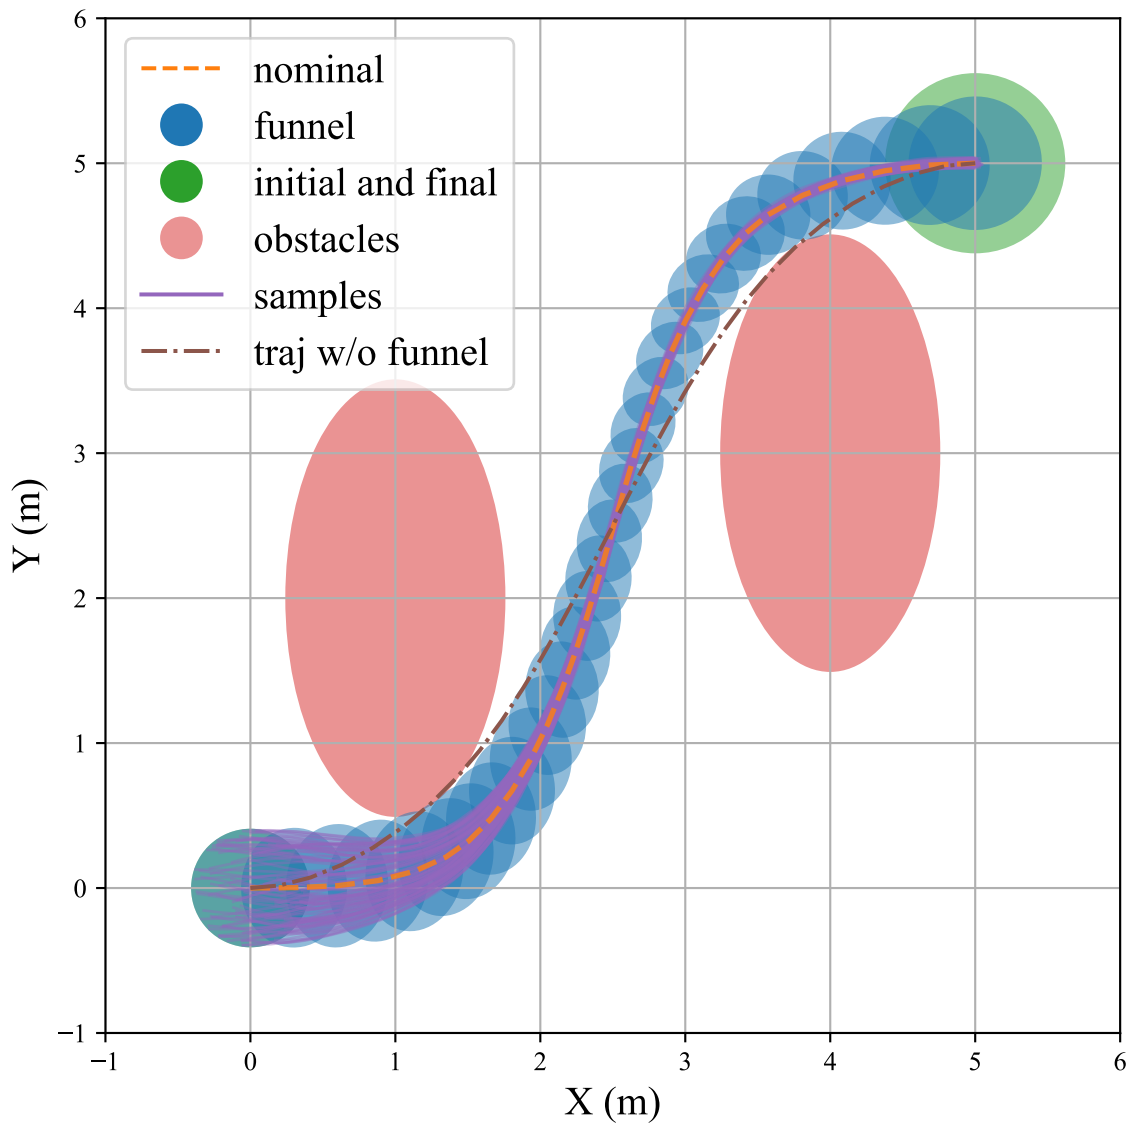 6
nominal
funnel
5
initial and final
obstacles
samples
4
traj w/o funnel
3
Y (m)
2
1
0
−1
−1 0 1 2 3 4 5 6
X (m)